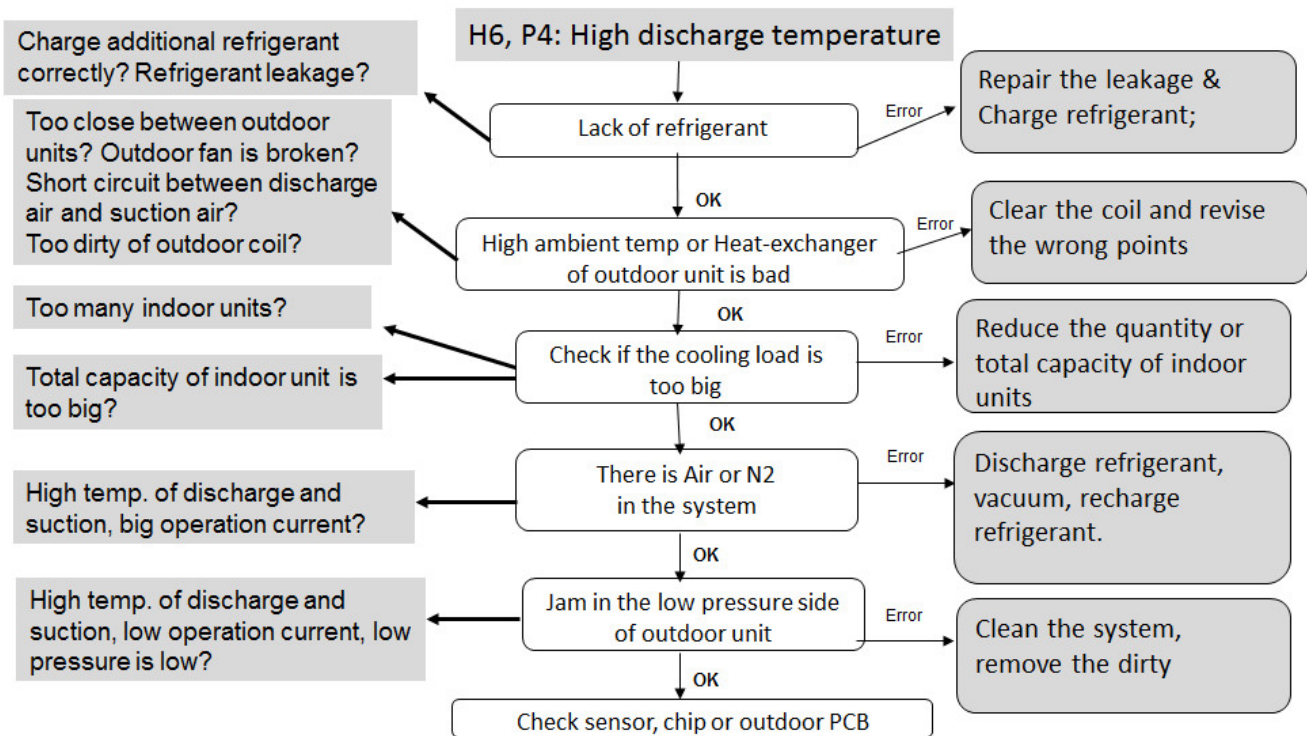 H6, P4: High discharge temperature
Charge additional refrigerant
correctly? Refrigerant leakage?
Lack of refrigerant
Error
Repair the leakage &
Charge refrigerant;
OK
Too close between outdoor
units? Outdoor fan is broken?
Short circuit between discharge
air and suction air?
Too dirty of outdoor coil?
High ambient temp or Heat-exchanger
of outdoor unit is bad
Error
Clear the coil and revise
the wrong points
OK
Too many indoor units?
Total capacity of indoor unit is
too big?
Check if the cooling load is
too big
Error
Reduce the quantity or
total capacity of indoor
units
OK
High temp. of discharge and
suction, big operation current?
There is Air or N2
in the system
Error
Discharge refrigerant,
vacuum, recharge
refrigerant.
OK
High temp. of discharge and
suction, low operation current, low
pressure is low?
Jam in the low pressure side
of outdoor unit
Error
Clean the system,
remove the dirty
OK
Check sensor, chip or outdoor PCB